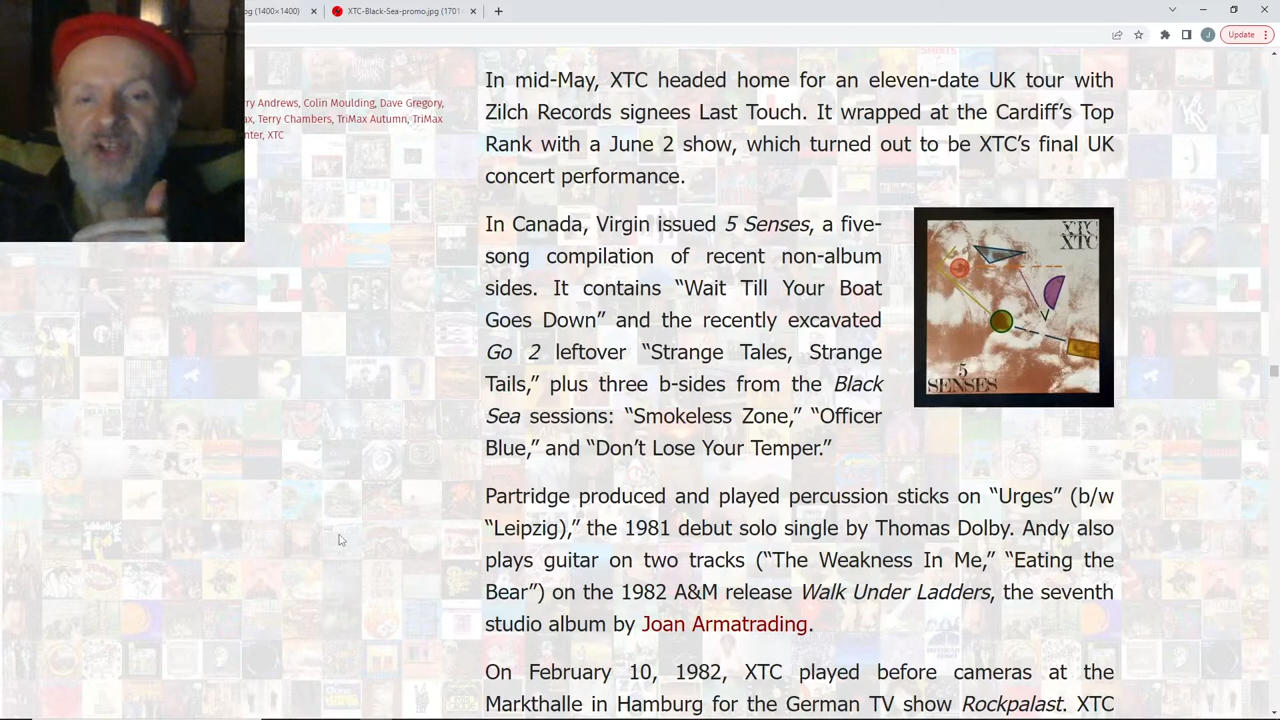 pg (1400×1400)
XTC-Black-Sea-promo.jpg (1701
J
Update
ry Andrews, Colin Moulding, Dave Gregory,
ax, Terry Chambers, TriMax Autumn, TriMax
nter, XTC
In mid-May, XTC headed home for an eleven-date UK tour with
Zilch Records signees Last Touch. It wrapped at the Cardiff’s Top
Rank with a June 2 show, which turned out to be XTC’s final UK
concert performance.
In Canada, Virgin issued 5 Senses, a five-
song compilation of recent non-album
sides. It contains “Wait Till Your Boat
Goes Down” and the recently excavated
Go 2 leftover “Strange Tales, Strange
Tails,” plus three b-sides from the Black
Sea sessions: “Smokeless Zone,” “Officer
Blue,” and “Don’t Lose Your Temper.”
XTC
XTC
5
SENSES
Partridge produced and played percussion sticks on “Urges” (b/w
“Leipzig),” the 1981 debut solo single by Thomas Dolby. Andy also
plays guitar on two tracks (“The Weakness In Me,” “Eating the
Bear”) on the 1982 A&M release Walk Under Ladders, the seventh
studio album by Joan Armatrading.
On February 10, 1982, XTC played before cameras at the
Markthalle in Hamburg for the German TV show Rockpalast. XTC